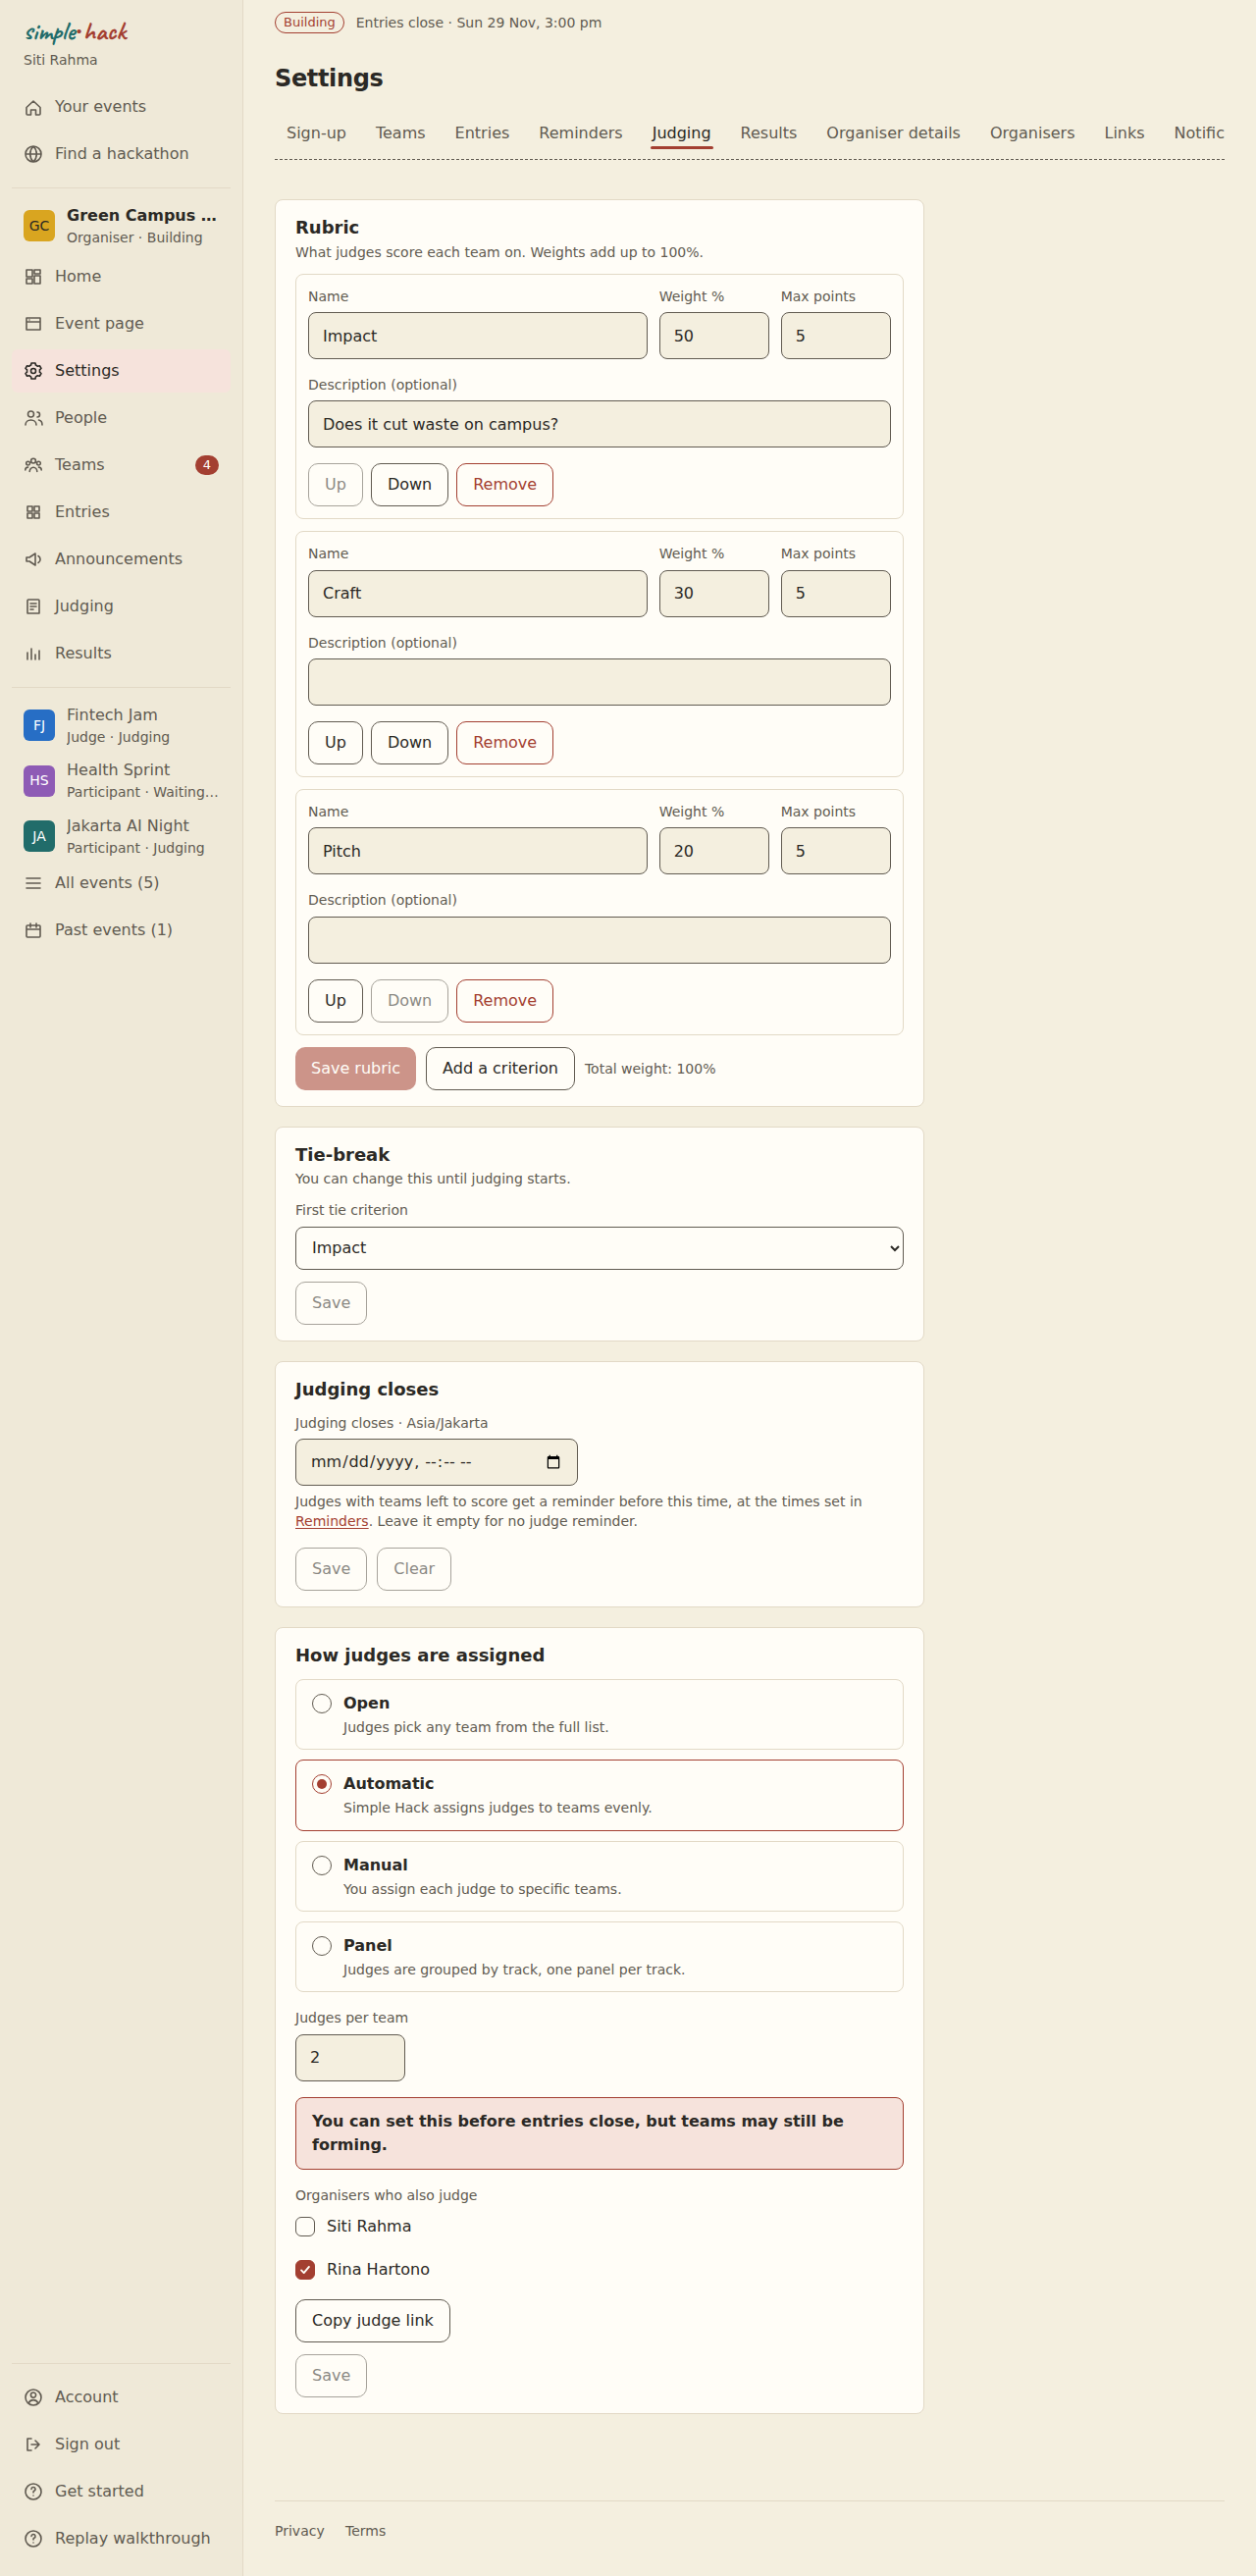 simple·hack
Siti Rahma
Your events
Find a hackathon
GC
Green Campus ...
Organiser · Building
Home
Event page
Settings
People
Teams
4
Entries
Announcements
Judging
Results
FJ
Fintech Jam
Judge · Judging
HS
Health Sprint
Participant · Waiting...
JA
Jakarta AI Night
Participant · Judging
All events (5)
Past events (1)
Account
Sign out
Get started
Replay walkthrough
Building
Entries close · Sun 29 Nov, 3:00 pm
Settings
Sign-up Teams Entries Reminders Judging Results Organiser details Organisers Links Notific
Rubric
What judges score each team on. Weights add up to 100%.
Name Weight % Max points
Impact 50 5
Description (optional)
Does it cut waste on campus?
Up Down Remove
Name Weight % Max points
Craft 30 5
Description (optional)
Up Down Remove
Name Weight % Max points
Pitch 20 5
Description (optional)
Up Down Remove
Save rubric Add a criterion Total weight: 100%
Tie-break
You can change this until judging starts.
First tie criterion
Impact
Save
Judging closes
Judging closes · Asia/Jakarta
mm/dd/yyyy, --:-- --
Judges with teams left to score get a reminder before this time, at the times set in
Reminders. Leave it empty for no judge reminder.
Save Clear
How judges are assigned
Open
Judges pick any team from the full list.
Automatic
Simple Hack assigns judges to teams evenly.
Manual
You assign each judge to specific teams.
Panel
Judges are grouped by track, one panel per track.
Judges per team
2
You can set this before entries close, but teams may still be
forming.
Organisers who also judge
Siti Rahma
Rina Hartono
Copy judge link
Save
Privacy Terms